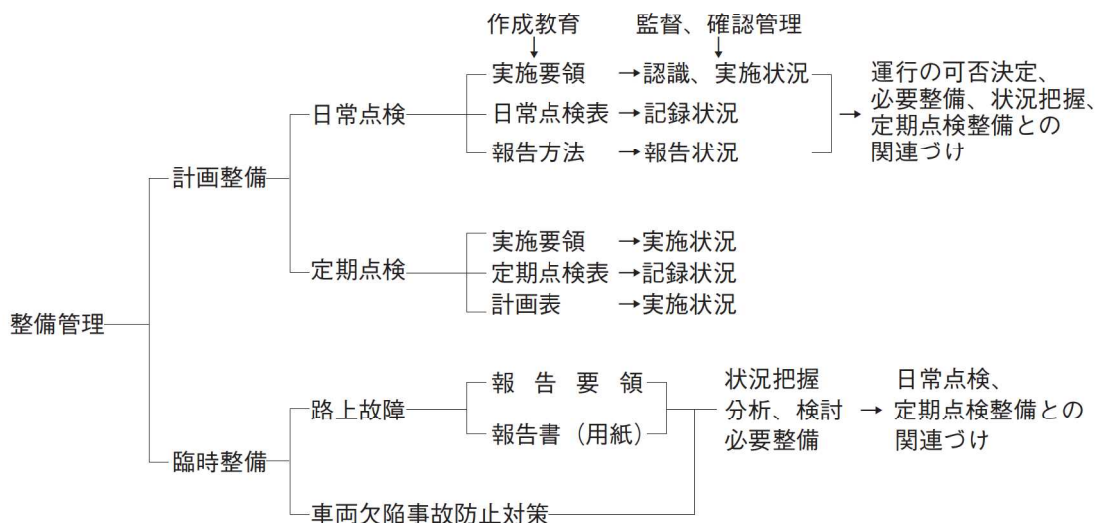 作成教育 監督、確認管理
実施要領 → 認識、実施状況
日常点検 日常点検表 → 記録状況
報告方法 → 報告状況
→ 運行の可否決定、
必要整備、状況把握、
定期点検整備との
関連づけ
計画整備
定期点検
実施要領 → 実施状況
定期点検表 → 記録状況
計画表 → 実施状況
整備管理
路上故障
報告要領
報告書（用紙）
状況把握
分析、検討
必要整備
→ 日常点検、
定期点検整備との
関連づけ
臨時整備
車両欠陥事故防止対策